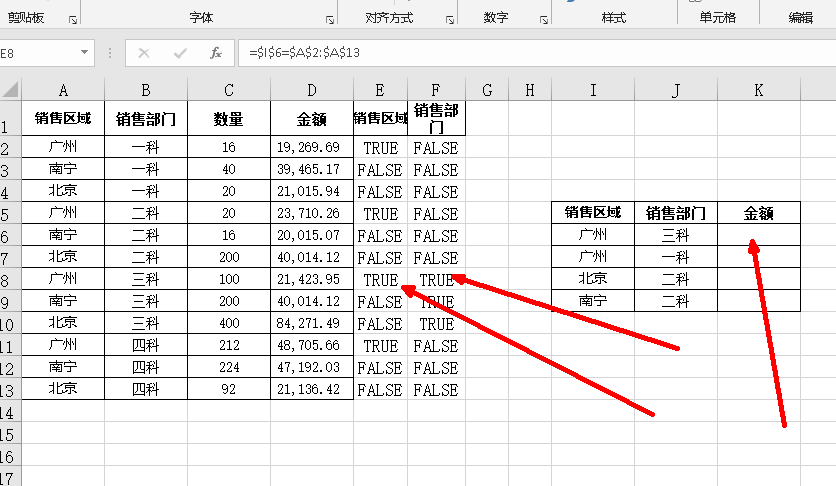 剪贴板 字体 对齐方式 数字 样式 单元格 编辑
E8 fx =$I$6=$A$2:$A$13
A B C D E F G H I J K
1 销售区域 销售部门 数量 金额 销售区域 销售部
门
2 广州 一科 16 19,269.69 TRUE FALSE
3 南宁 一科 40 39,465.17 FALSE FALSE
4 北京 一科 20 21,015.94 FALSE FALSE
5 广州 二科 20 23,710.26 TRUE FALSE 销售区域 销售部门 金额
6 南宁 二科 16 20,015.07 FALSE FALSE 广州 三科
7 北京 二科 200 40,014.12 FALSE FALSE 广州 一科
8 广州 三科 100 21,423.95 TRUE TRUE 北京 二科
9 南宁 三科 200 40,014.12 FALSE TRUE 南宁 二科
10 北京 三科 400 84,271.49 FALSE TRUE
11 广州 四科 212 48,705.66 TRUE FALSE
12 南宁 四科 224 47,192.03 FALSE FALSE
13 北京 四科 92 21,136.42 FALSE FALSE
14
15
16
17